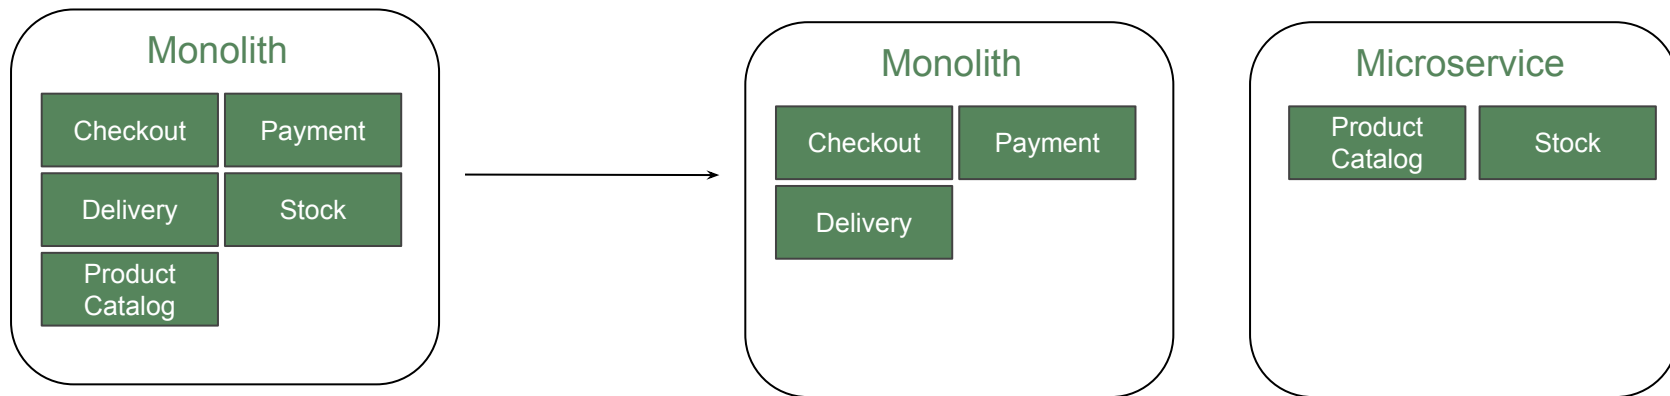 Monolith
Checkout
Payment
Delivery
Stock
Product
Catalog
Monolith
Checkout
Payment
Delivery
Microservice
Product
Catalog
Stock